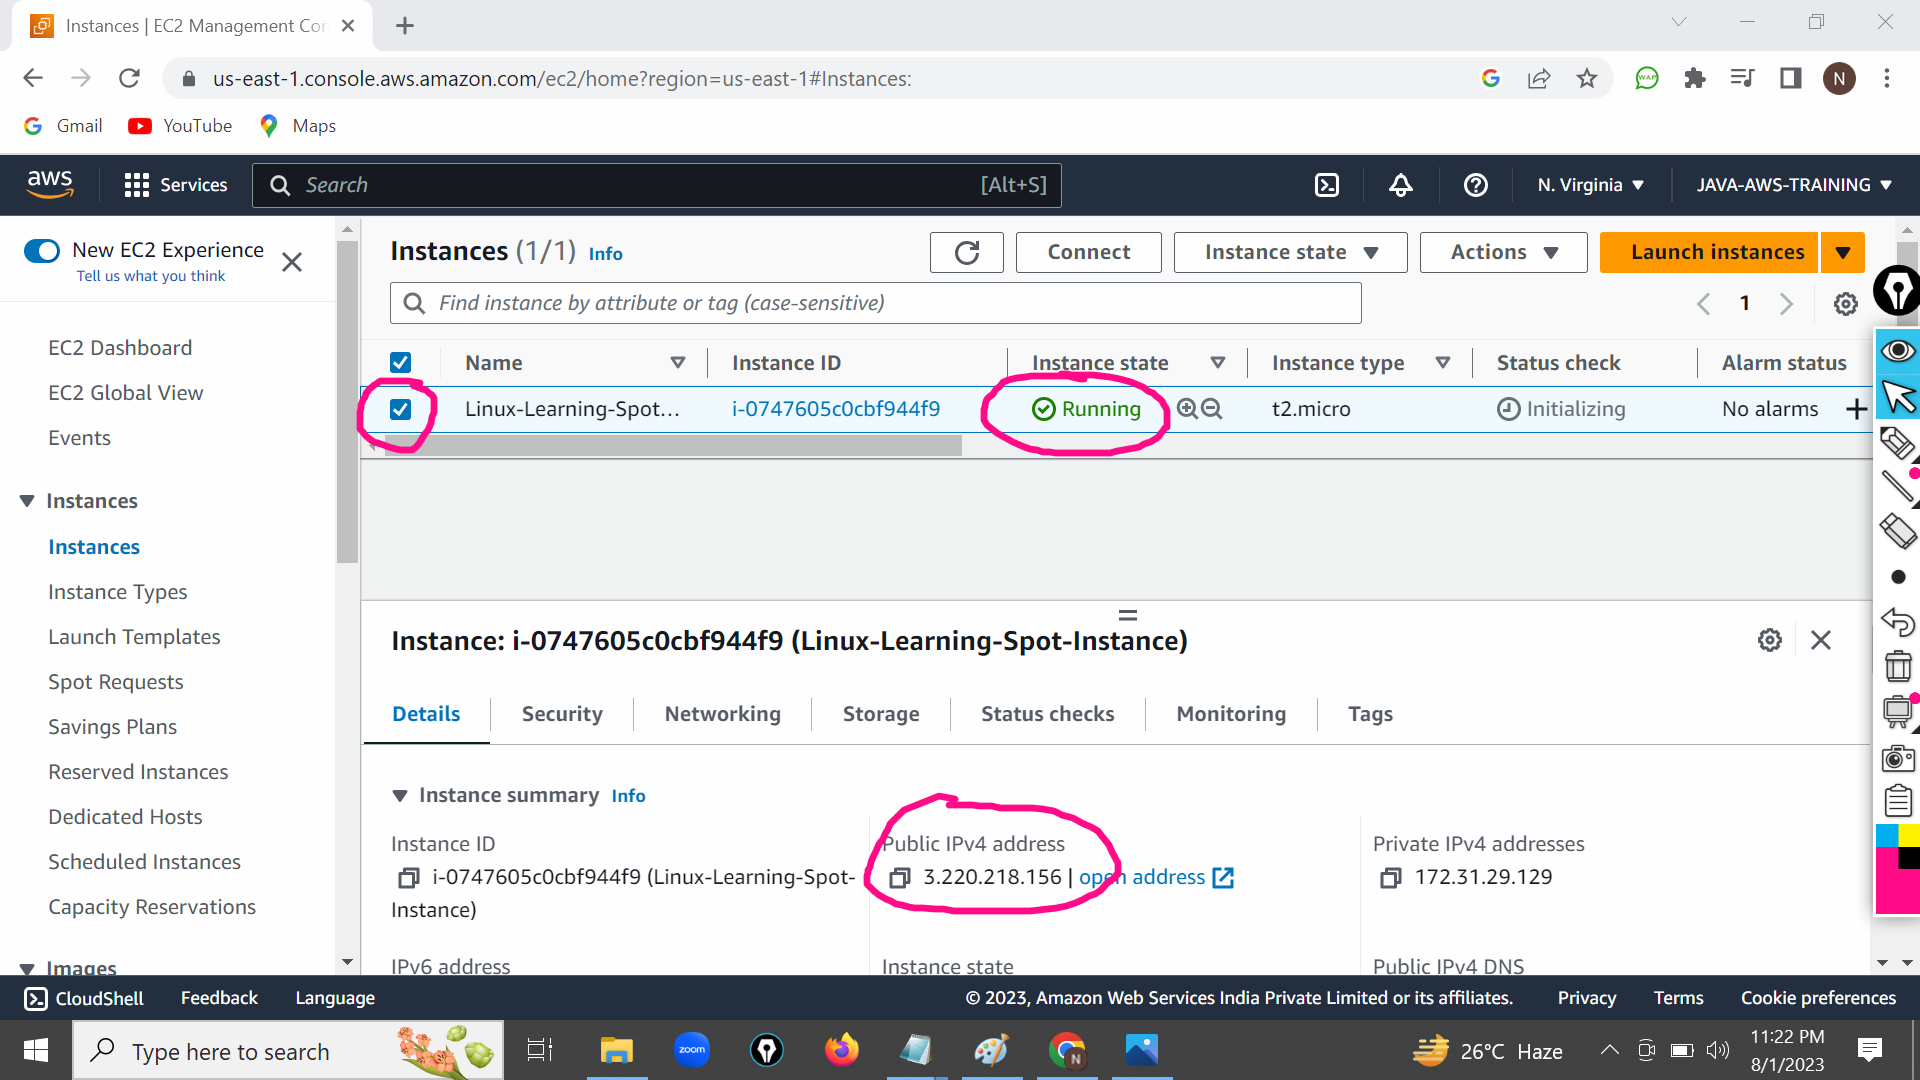 Instances | EC2 Management Con
us-east-1.console.aws.amazon.com/ec2/home?region=us-east-1#Instances:
WAP
N
Gmail
YouTube
Maps
aws
Services
Search
[Alt+S]
N. Virginia
JAVA-AWS-TRAINING
New EC2 Experience
Tell us what you think
EC2 Dashboard
EC2 Global View
Events
Instances
Instances
Instance Types
Launch Templates
Spot Requests
Savings Plans
Reserved Instances
Dedicated Hosts
Scheduled Instances
Capacity Reservations
Images
Instances (1/1) Info
Connect
Instance state
Actions
Launch instances
Find instance by attribute or tag (case-sensitive)
1
Name
Instance ID
Instance state
Instance type
Status check
Alarm status
Linux-Learning-Spot...
i-0747605c0cbf944f9
Running
t2.micro
Initializing
No alarms
Instance: i-0747605c0cbf944f9 (Linux-Learning-Spot-Instance)
Details
Security
Networking
Storage
Status checks
Monitoring
Tags
Instance summary Info
Instance ID
i-0747605c0cbf944f9 (Linux-Learning-Spot-
Instance)
Public IPv4 address
3.220.218.156 | open address
Private IPv4 addresses
172.31.29.129
IPv6 address
Instance state
Public IPv4 DNS
CloudShell
Feedback
Language
© 2023, Amazon Web Services India Private Limited or its affiliates.
Privacy
Terms
Cookie preferences
Type here to search
zoom
N
26°C Haze
11:22 PM
8/1/2023